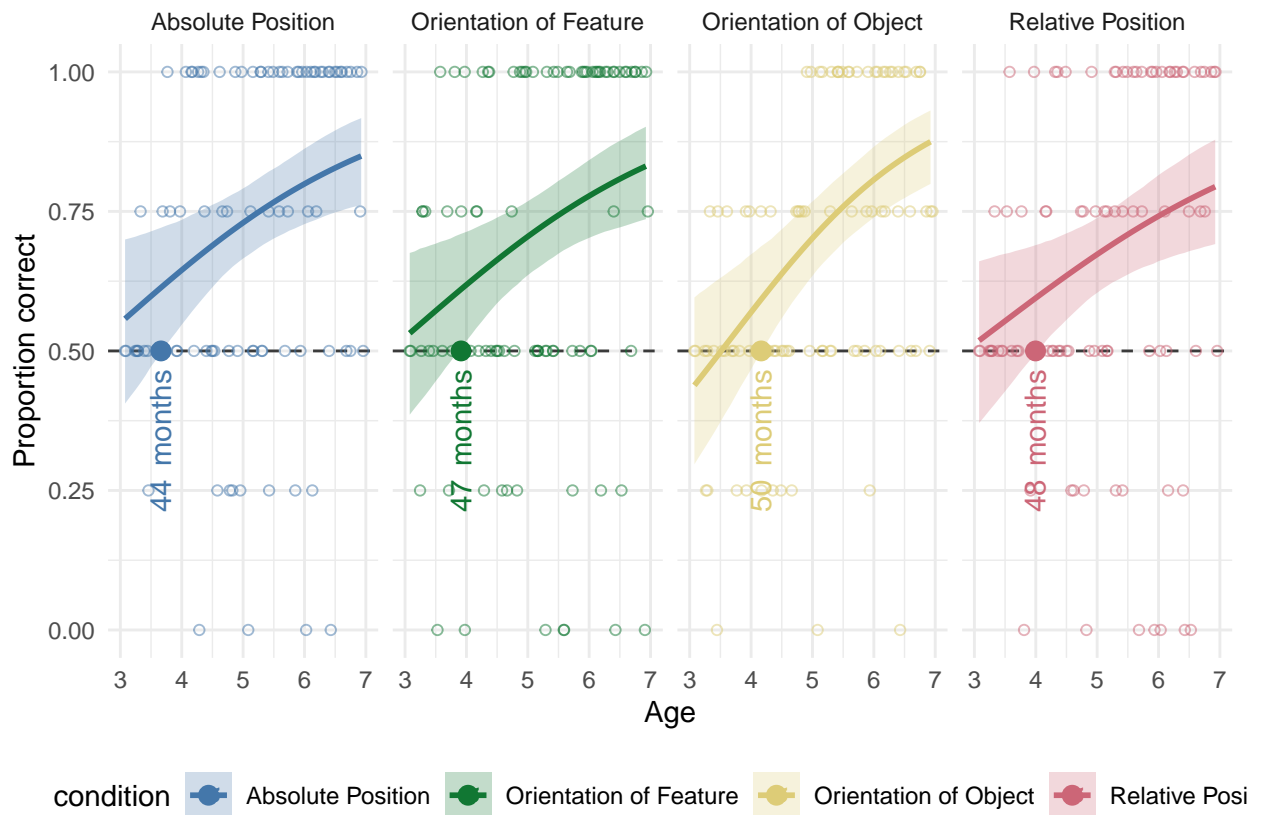 Absolute Position Orientation of Feature Orientation of Object Relative Position
1.00
0.75
0.50
0.25
0.00
Proportion correct
44 months
47 months
50 months
48 months
3 4 5 6 7 3 4 5 6 7 3 4 5 6 7 3 4 5 6 7
Age
condition Absolute Position Orientation of Feature Orientation of Object Relative Posi